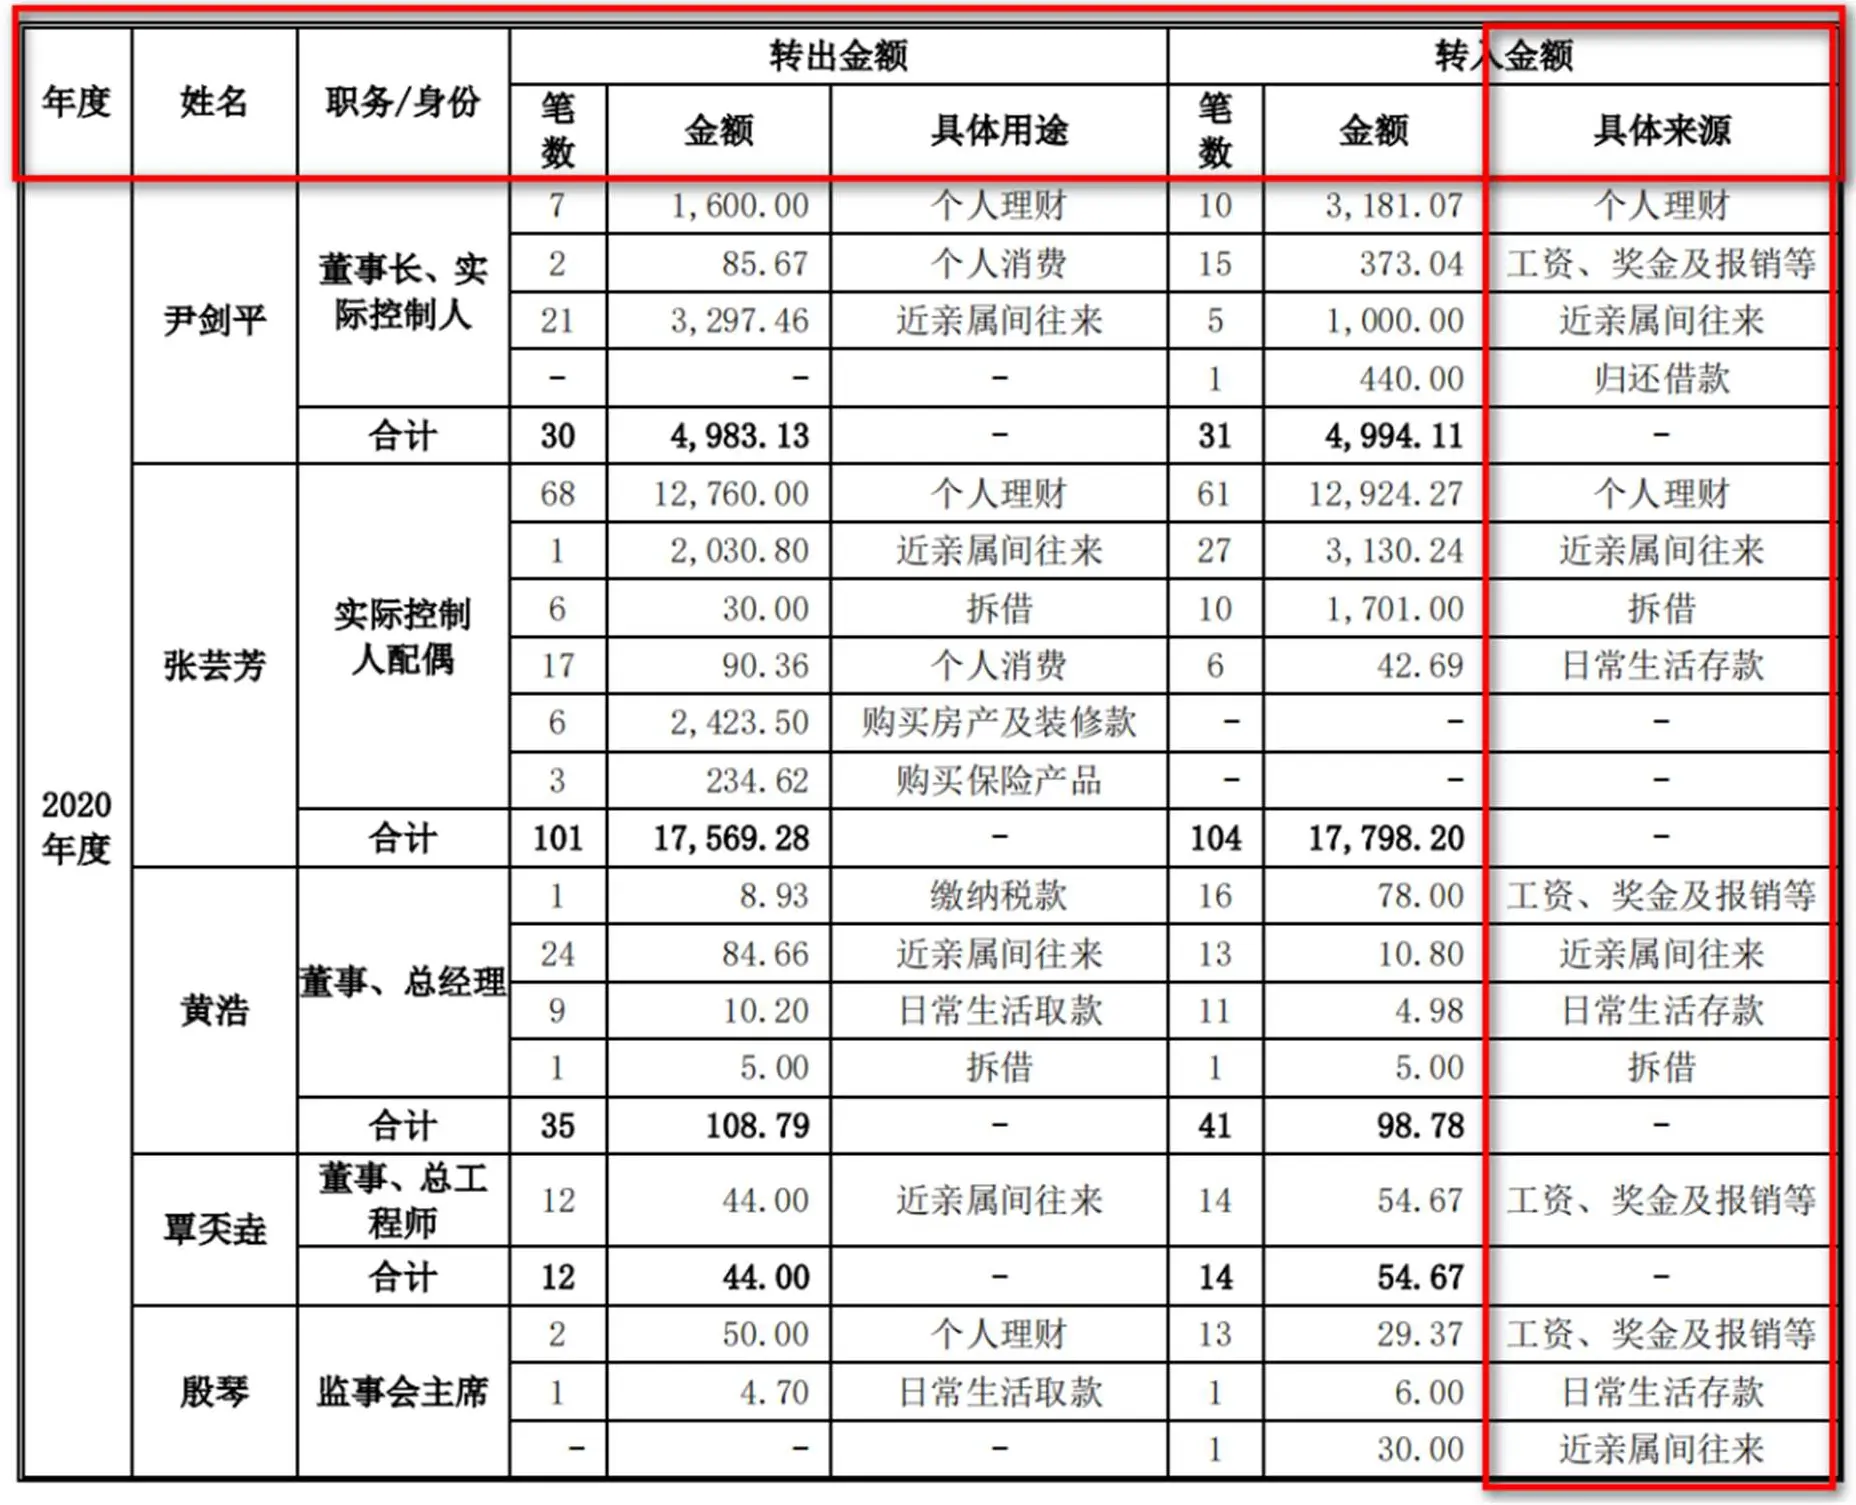 年度 姓名 职务/身份 转出金额 转入金额
笔数 金额 具体用途 笔数 金额 具体来源
2020年度 尹剑平 董事长、实际控制人 7 1,600.00 个人理财 10 3,181.07 个人理财
2 85.67 个人消费 15 373.04 工资、奖金及报销等
21 3,297.46 近亲属间往来 5 1,000.00 近亲属间往来
- - - 1 440.00 归还借款
合计 30 4,983.13 - 31 4,994.11 -
张芸芳 实际控制人配偶 68 12,760.00 个人理财 61 12,924.27 个人理财
1 2,030.80 近亲属间往来 27 3,130.24 近亲属间往来
6 30.00 拆借 10 1,701.00 拆借
17 90.36 个人消费 6 42.69 日常生活存款
6 2,423.50 购买房产及装修款 - - -
3 234.62 购买保险产品 - - -
合计 101 17,569.28 - 104 17,798.20 -
黄浩 董事、总经理 1 8.93 缴纳税款 16 78.00 工资、奖金及报销等
24 84.66 近亲属间往来 13 10.80 近亲属间往来
9 10.20 日常生活取款 11 4.98 日常生活存款
1 5.00 拆借 1 5.00 拆借
合计 35 108.79 - 41 98.78 -
覃奀垚 董事、总工程师 12 44.00 近亲属间往来 14 54.67 工资、奖金及报销等
合计 12 44.00 - 14 54.67 -
殷琴 监事会主席 2 50.00 个人理财 13 29.37 工资、奖金及报销等
1 4.70 日常生活取款 1 6.00 日常生活存款
- - - 1 30.00 近亲属间往来